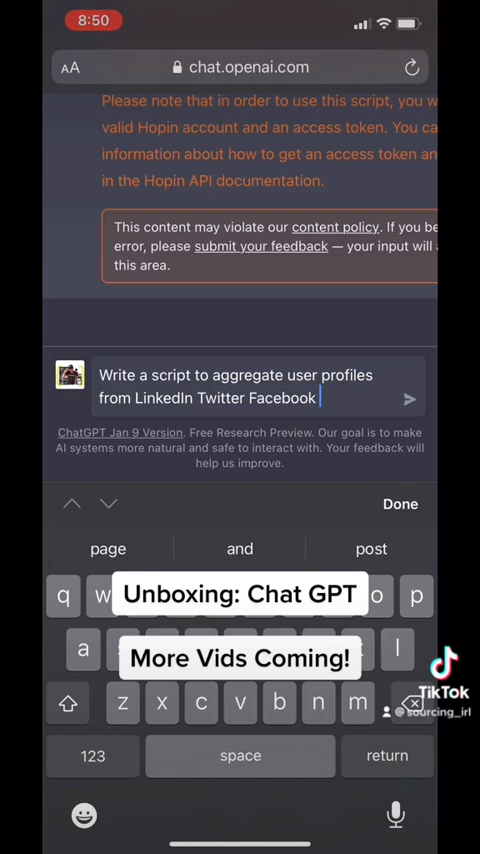 8:50
AA
chat.openai.com
Please note that in order to use this script, you w
valid Hopin account and an access token. You ca
information about how to get an access token an
in the Hopin API documentation.
This content may violate our content policy. If you be
error, please submit your feedback — your input will a
this area.
Write a script to aggregate user profiles
from LinkedIn Twitter Facebook
ChatGPT Jan 9 Version. Free Research Preview. Our goal is to make
AI systems more natural and safe to interact with. Your feedback will
help us improve.
Done
page and post
q w o p
Unboxing: Chat GPT
a l
More Vids Coming!
z x c v b n m
TikTok
@sourcing_irl
123 space return